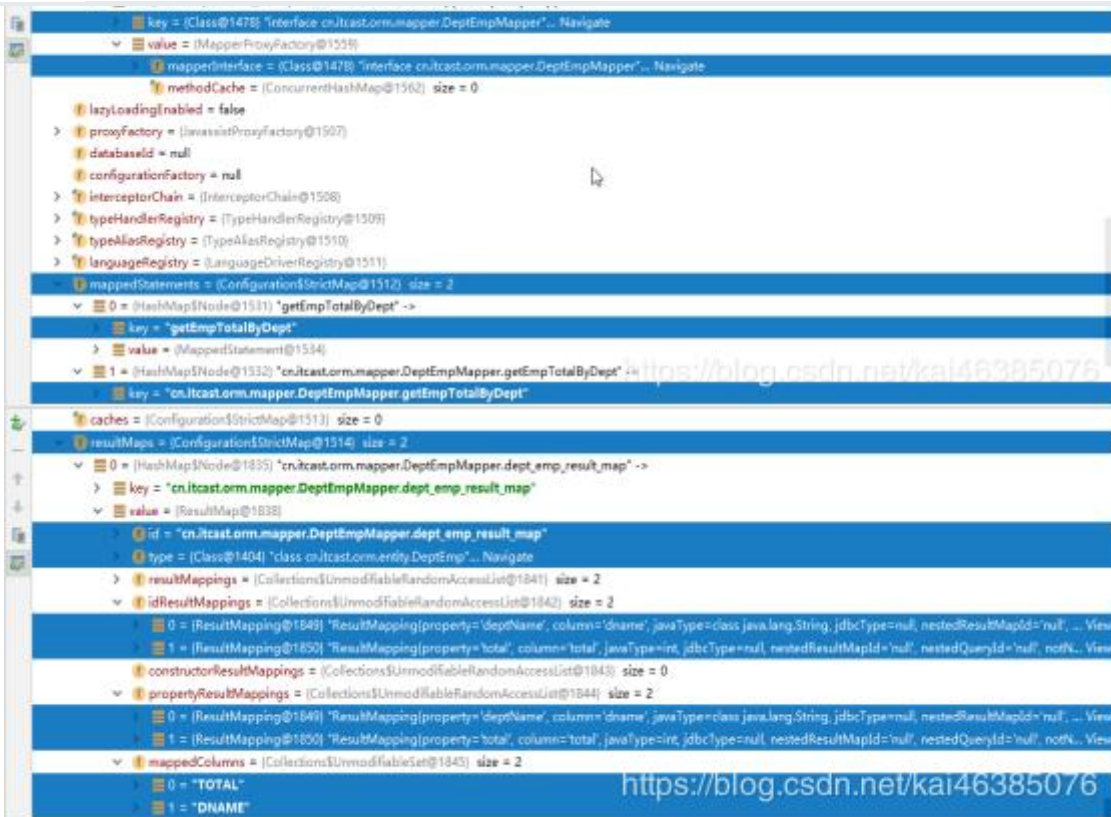 key = {Class@1478} "interface cn.itcast.orm.mapper.DeptEmpMapper"... Navigate
value = {MapperProxyFactory@1559}
mapperInterface = {Class@1478} "interface cn.itcast.orm.mapper.DeptEmpMapper"... Navigate
methodCache = {ConcurrentHashMap@1562} size = 0
lazyLoadingEnabled = false
proxyFactory = {JavassistProxyFactory@1507}
databaseId = null
configurationFactory = null
interceptorChain = {InterceptorChain@1508}
typeHandlerRegistry = {TypeHandlerRegistry@1509}
typeAliasRegistry = {TypeAliasRegistry@1510}
languageRegistry = {LanguageDriverRegistry@1511}
mappedStatements = {Configuration$StrictMap@1512} size = 2
0 = {HashMap$Node@1531} "getEmpTotalByDept" ->
key = "getEmpTotalByDept"
value = {MappedStatement@1534}
1 = {HashMap$Node@1532} "cn.itcast.orm.mapper.DeptEmpMapper.getEmpTotalByDept" ->
https://blog.csdn.net/kai46385076
key = "cn.itcast.orm.mapper.DeptEmpMapper.getEmpTotalByDept"
caches = {Configuration$StrictMap@1513} size = 0
resultMaps = {Configuration$StrictMap@1514} size = 2
0 = {HashMap$Node@1835} "cn.itcast.orm.mapper.DeptEmpMapper.dept_emp_result_map" ->
key = "cn.itcast.orm.mapper.DeptEmpMapper.dept_emp_result_map"
value = {ResultMap@1838}
id = "cn.itcast.orm.mapper.DeptEmpMapper.dept_emp_result_map"
type = {Class@1404} "class cn.itcast.orm.entity.DeptEmp"... Navigate
resultMappings = {Collections$UnmodifiableRandomAccessList@1841} size = 2
idResultMappings = {Collections$UnmodifiableRandomAccessList@1842} size = 2
0 = {ResultMapping@1849} "ResultMapping{property='deptName', column='dname', javaType=class java.lang.String, jdbcType=null, nestedResultMapId='null', ... View
1 = {ResultMapping@1850} "ResultMapping{property='total', column='total', javaType=int, jdbcType=null, nestedResultMapId='null', nestedQueryId='null', notN... View
constructorResultMappings = {Collections$UnmodifiableRandomAccessList@1843} size = 0
propertyResultMappings = {Collections$UnmodifiableRandomAccessList@1844} size = 2
0 = {ResultMapping@1849} "ResultMapping{property='deptName', column='dname', javaType=class java.lang.String, jdbcType=null, nestedResultMapId='null', ... View
1 = {ResultMapping@1850} "ResultMapping{property='total', column='total', javaType=int, jdbcType=null, nestedResultMapId='null', nestedQueryId='null', notN... View
mappedColumns = {Collections$UnmodifiableSet@1845} size = 2
0 = "TOTAL"
https://blog.csdn.net/kai46385076
1 = "DNAME"